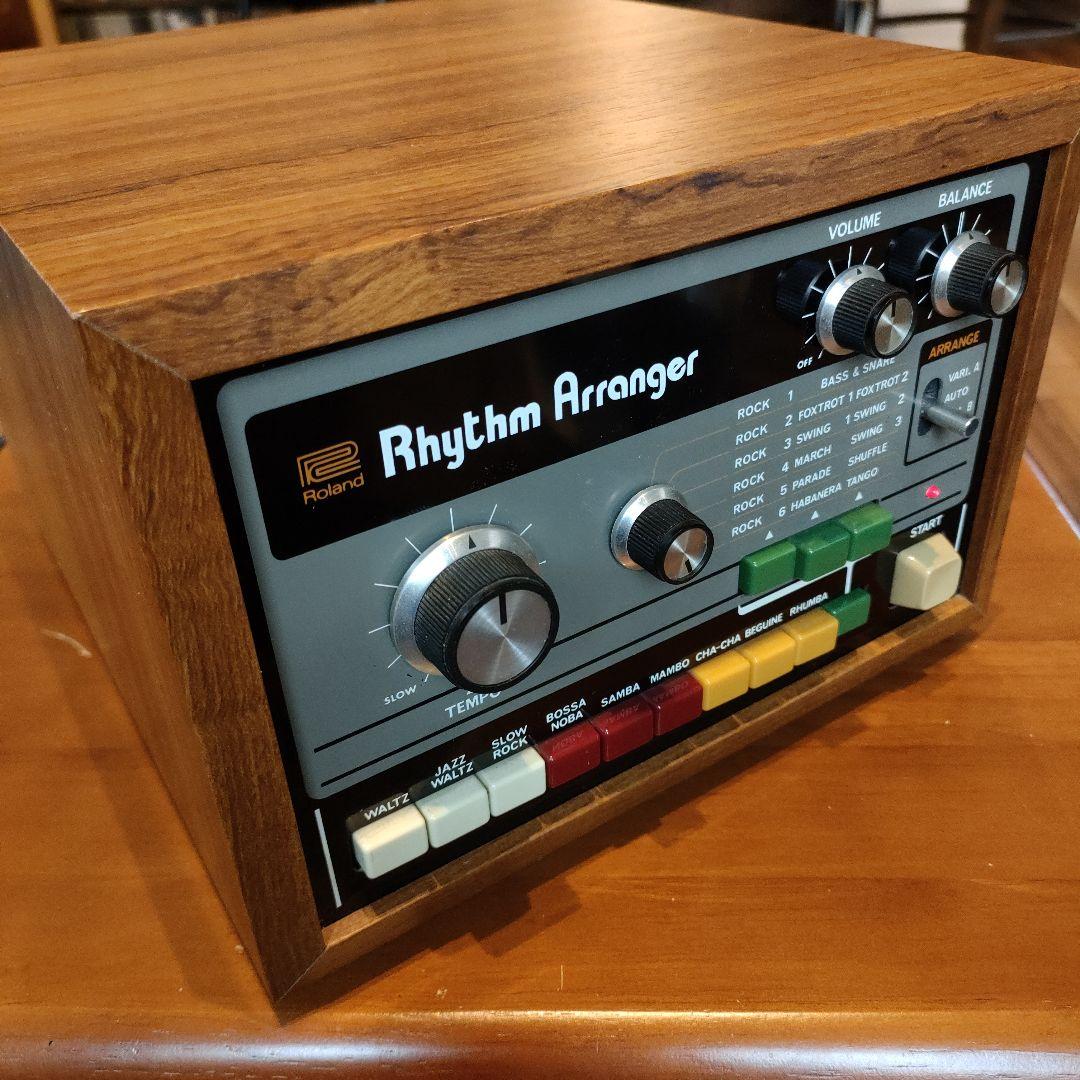 VOLUME
BALANCE
Roland
Rhythm Arranger
OFF
BASS & SNARE
ARRANGE
VARI. A
AUTO
B
ROCK 1 FOXTROT 1 FOXTROT 2
ROCK 2 SWING 1 SWING 2
ROCK 3 MARCH SWING 3
ROCK 4 PARADE SHUFFLE
ROCK 5 HABANERA TANGO
ROCK 6
START
SLOW
TEMPO
WALTZ
JAZZ
WALTZ
SLOW
ROCK
BOSSA
NOBA
SAMBA
MAMBO
CHA-CHA
BEGUINE
RHUMBA